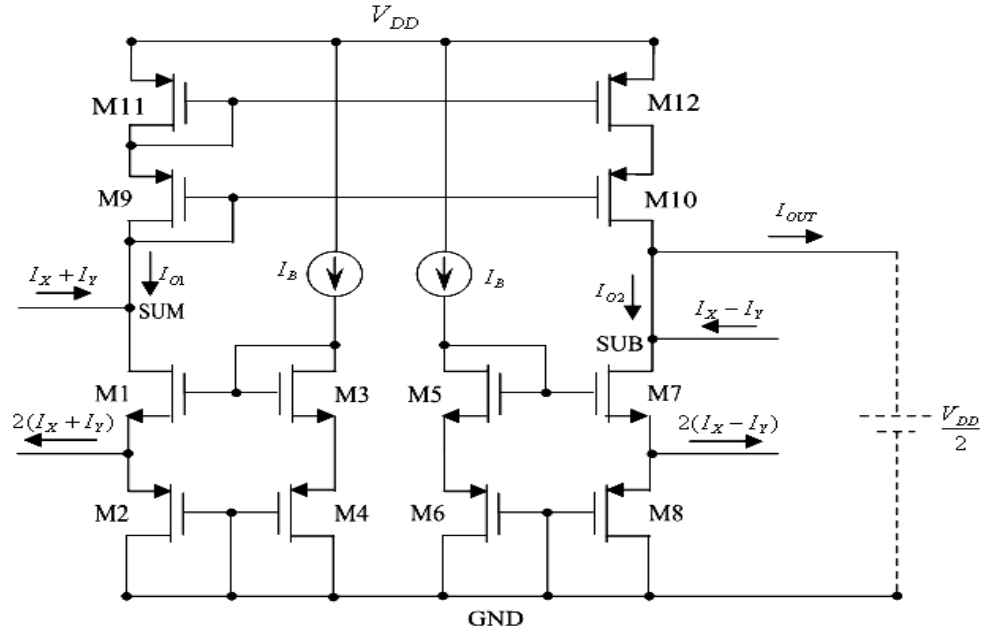 V_DD
M11
M12
M9
M10
I_OUT
I_X + I_Y
I_O1
I_B
I_B
I_O2
I_X − I_Y
SUM
SUB
M1
M3
M5
M7
2(I_X + I_Y)
2(I_X − I_Y)
V_DD
2
M2
M4
M6
M8
GND